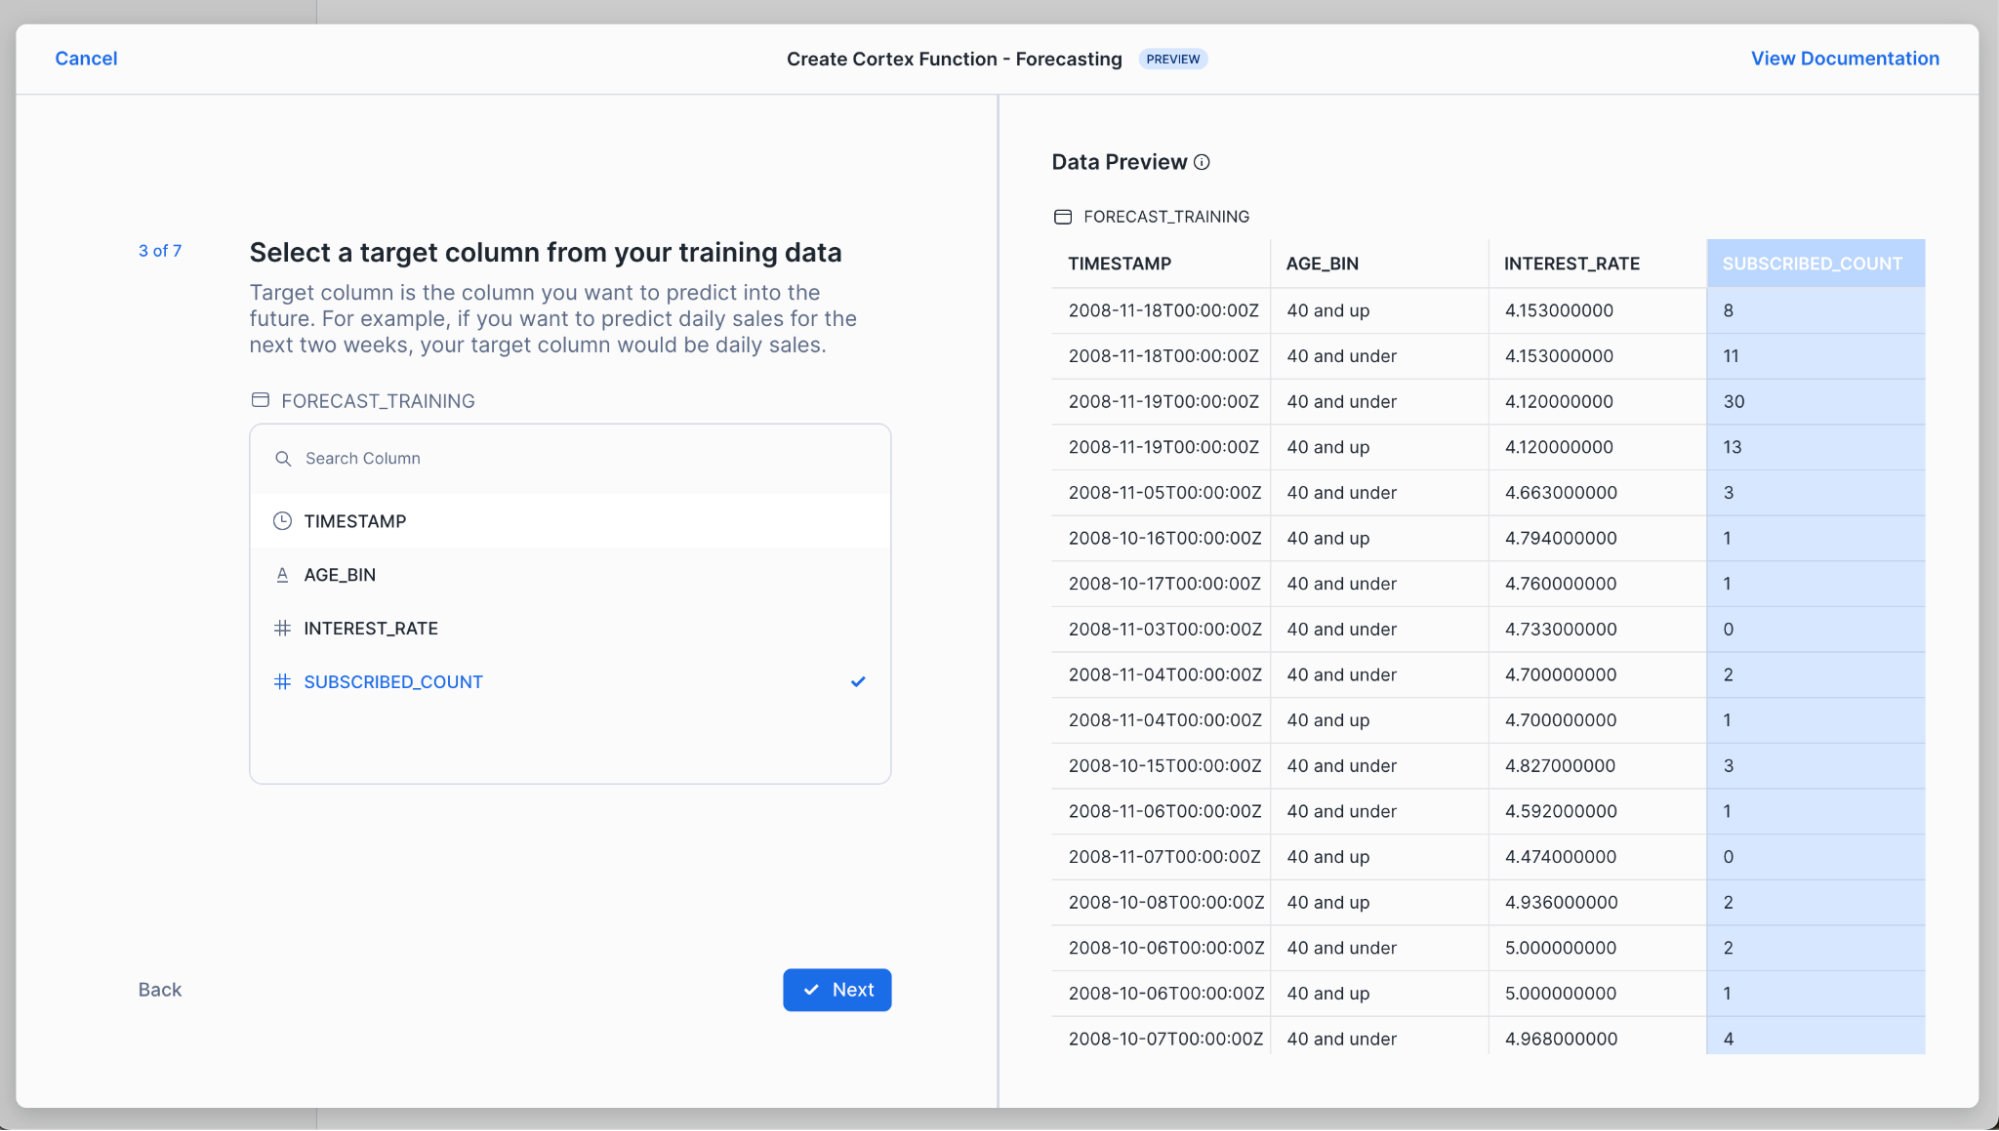 Cancel
Create Cortex Function - Forecasting PREVIEW
View Documentation
3 of 7
Select a target column from your training data
Target column is the column you want to predict into the
future. For example, if you want to predict daily sales for the
next two weeks, your target column would be daily sales.
FORECAST_TRAINING
Search Column
TIMESTAMP
AGE_BIN
INTEREST_RATE
SUBSCRIBED_COUNT
Back
Next
Data Preview
FORECAST_TRAINING
TIMESTAMP AGE_BIN INTEREST_RATE SUBSCRIBED_COUNT
2008-11-18T00:00:00Z 40 and up 4.153000000 8
2008-11-18T00:00:00Z 40 and under 4.153000000 11
2008-11-19T00:00:00Z 40 and under 4.120000000 30
2008-11-19T00:00:00Z 40 and up 4.120000000 13
2008-11-05T00:00:00Z 40 and under 4.663000000 3
2008-10-16T00:00:00Z 40 and up 4.794000000 1
2008-10-17T00:00:00Z 40 and under 4.760000000 1
2008-11-03T00:00:00Z 40 and under 4.733000000 0
2008-11-04T00:00:00Z 40 and under 4.700000000 2
2008-11-04T00:00:00Z 40 and up 4.700000000 1
2008-10-15T00:00:00Z 40 and under 4.827000000 3
2008-11-06T00:00:00Z 40 and under 4.592000000 1
2008-11-07T00:00:00Z 40 and up 4.474000000 0
2008-10-08T00:00:00Z 40 and up 4.936000000 2
2008-10-06T00:00:00Z 40 and under 5.000000000 2
2008-10-06T00:00:00Z 40 and up 5.000000000 1
2008-10-07T00:00:00Z 40 and under 4.968000000 4